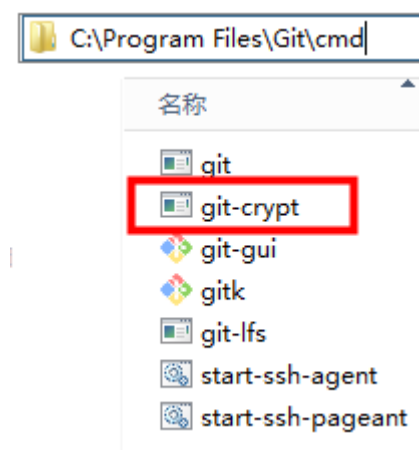 C:\Program Files\Git\cmd
名称
git
git-crypt
git-gui
gitk
git-lfs
start-ssh-agent
start-ssh-pageant